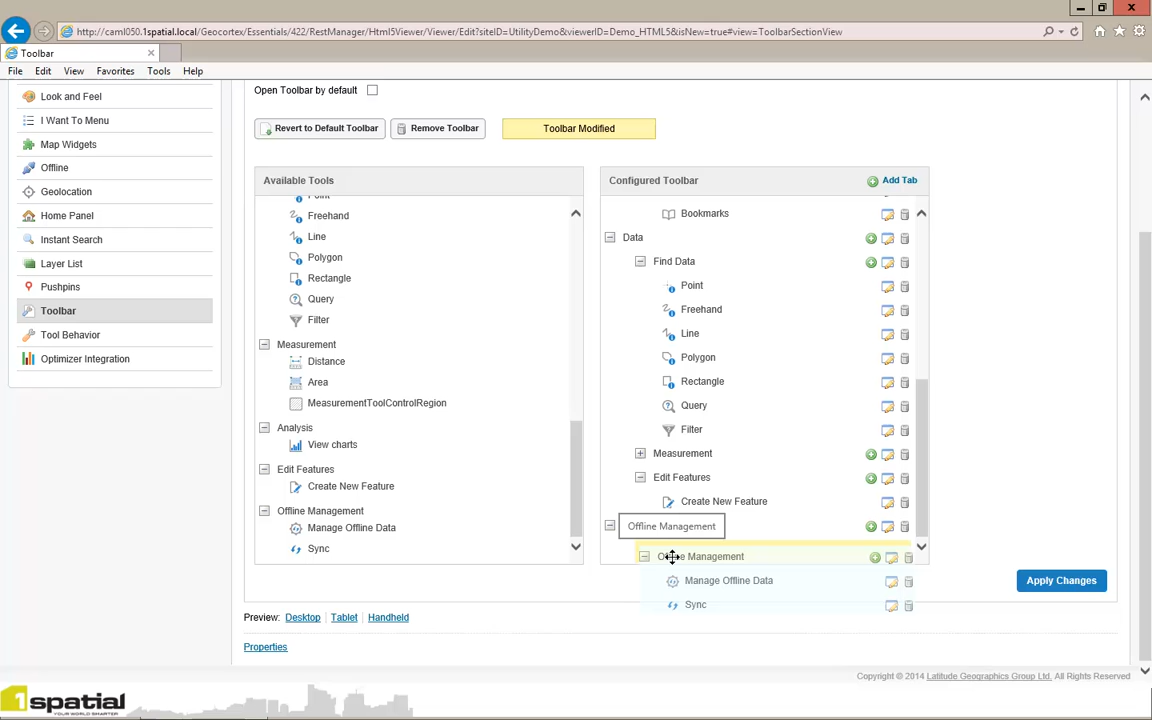 http://caml050.1spatial.local/Geocortex/Essentials/422/RestManager/Html5Viewer/Viewer/Edit?siteID=UtilityDemo&viewerID=Demo_HTML5&isNew=true#view=ToolbarSectionView
Toolbar
File Edit View Favorites Tools Help
Look and Feel
I Want To Menu
Map Widgets
Offline
Geolocation
Home Panel
Instant Search
Layer List
Pushpins
Toolbar
Tool Behavior
Optimizer Integration
Open Toolbar by default
Revert to Default Toolbar
Remove Toolbar
Toolbar Modified
Available Tools
Point
Freehand
Line
Polygon
Rectangle
Query
Filter
Measurement
Distance
Area
MeasurementToolControlRegion
Analysis
View charts
Edit Features
Create New Feature
Offline Management
Manage Offline Data
Sync
Configured Toolbar
Add Tab
Bookmarks
Data
Find Data
Point
Freehand
Line
Polygon
Rectangle
Query
Filter
Measurement
Edit Features
Create New Feature
Offline Management
Offline Management
Manage Offline Data
Sync
Apply Changes
Preview: Desktop | Tablet | Handheld
Properties
Copyright © 2014 Latitude Geographics Group Ltd. All Rights Reserved
1spatial
YOUR WORLD SMARTER